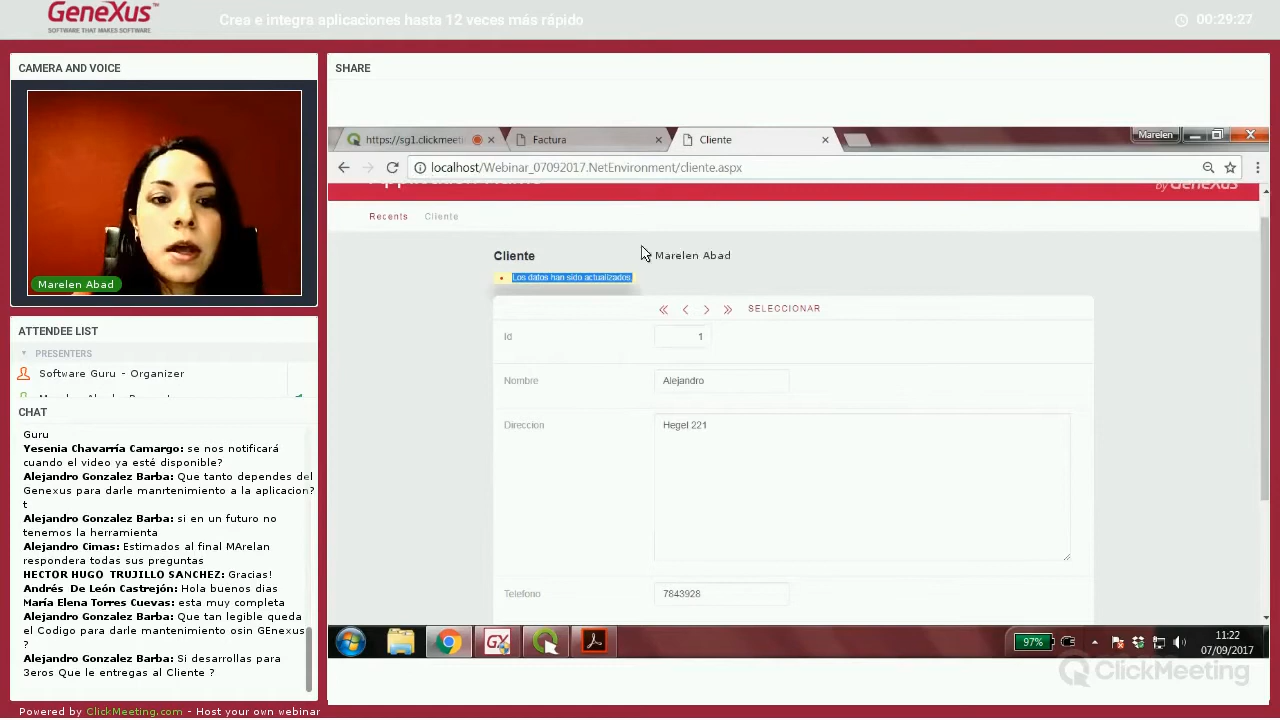 GeneXus™
SOFTWARE THAT MAKES SOFTWARE
Crea e integra aplicaciones hasta 12 veces más rápido
00:29:27
CAMERA AND VOICE
Marelen Abad
ATTENDEE LIST
PRESENTERS
Software Guru - Organizer
CHAT
Guru
Yesenia Chavarría Camargo: se nos notificará
cuando el video ya esté disponible?
Alejandro Gonzalez Barba: Que tanto dependes del
Genexus para darle manrtenimiento a la aplicacion?
t
Alejandro Gonzalez Barba: si en un futuro no
tenemos la herramienta
Alejandro Cimas: Estimados al final MArelan
respondera todas sus preguntas
HECTOR HUGO TRUJILLO SANCHEZ: Gracias!
Andrés De León Castrejón: Hola buenos dias
María Elena Torres Cuevas: esta muy completa
Alejandro Gonzalez Barba: Que tan legible queda
el Codigo para darle mantenimiento osin GEnexus
?
Alejandro Gonzalez Barba: Si desarrollas para
3eros Que le entregas al Cliente ?
Powered by ClickMeeting.com - Host your own webinar
SHARE
https://sg1.clickmeeti
Factura
Cliente
Marelen
localhost/Webinar_07092017.NetEnvironment/cliente.aspx
by GeneXus
Recents Cliente
Cliente
Marelen Abad
Los datos han sido actualizados.
SELECCIONAR
Id
1
Nombre
Alejandro
Direccion
Hegel 221
Telefono
7843928
GX
97%
11:22
07/09/2017
ClickMeeting